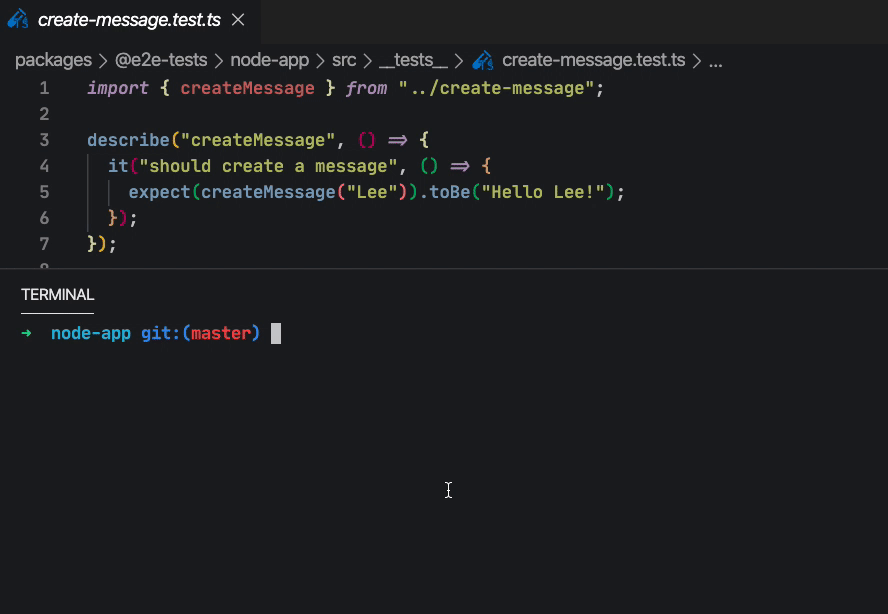 create-message.test.ts
packages > @e2e-tests > node-app > src > __tests__ > create-message.test.ts > ...
1 import { createMessage } from "../create-message";
2
3 describe("createMessage", () => {
4 it("should create a message", () => {
5 expect(createMessage("Lee")).toBe("Hello Lee!");
6 });
7 });
8
TERMINAL
→ node-app git:(master)